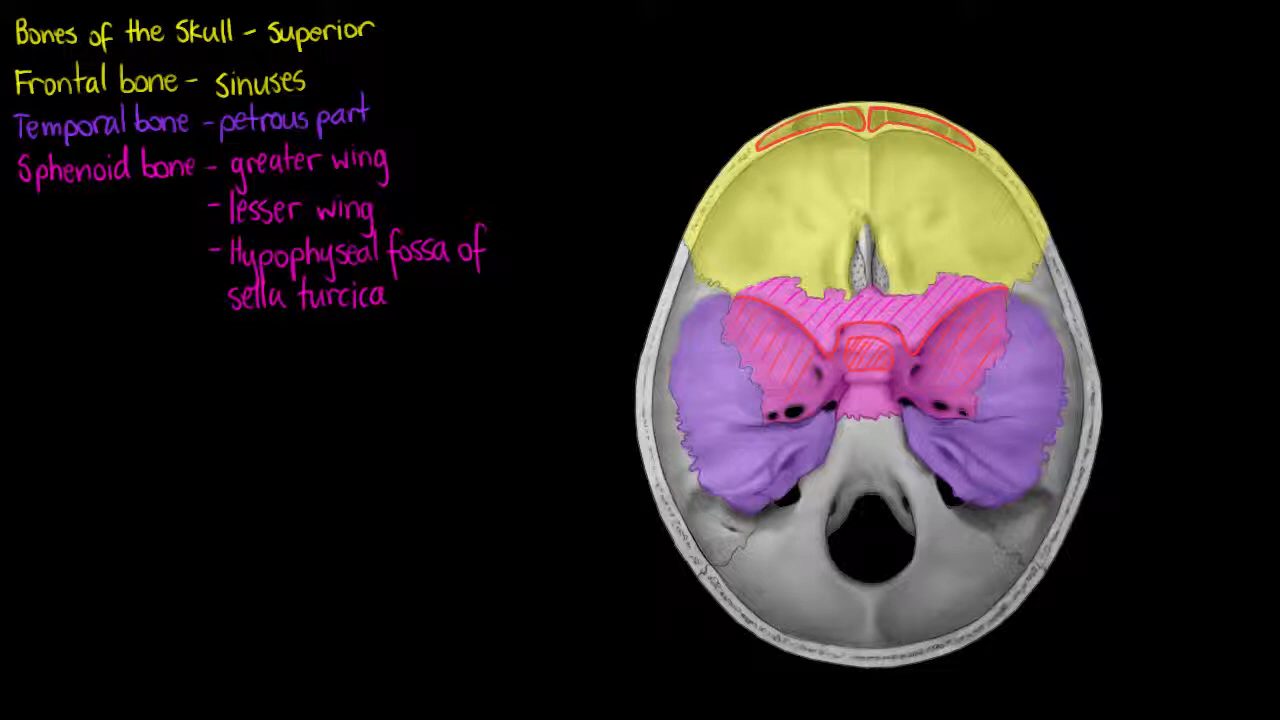 Bones of the Skull - superior
Frontal bone - sinuses
Temporal bone - petrous part
Sphenoid bone - greater wing
- lesser wing
- Hypophyseal fossa of
sella turcica